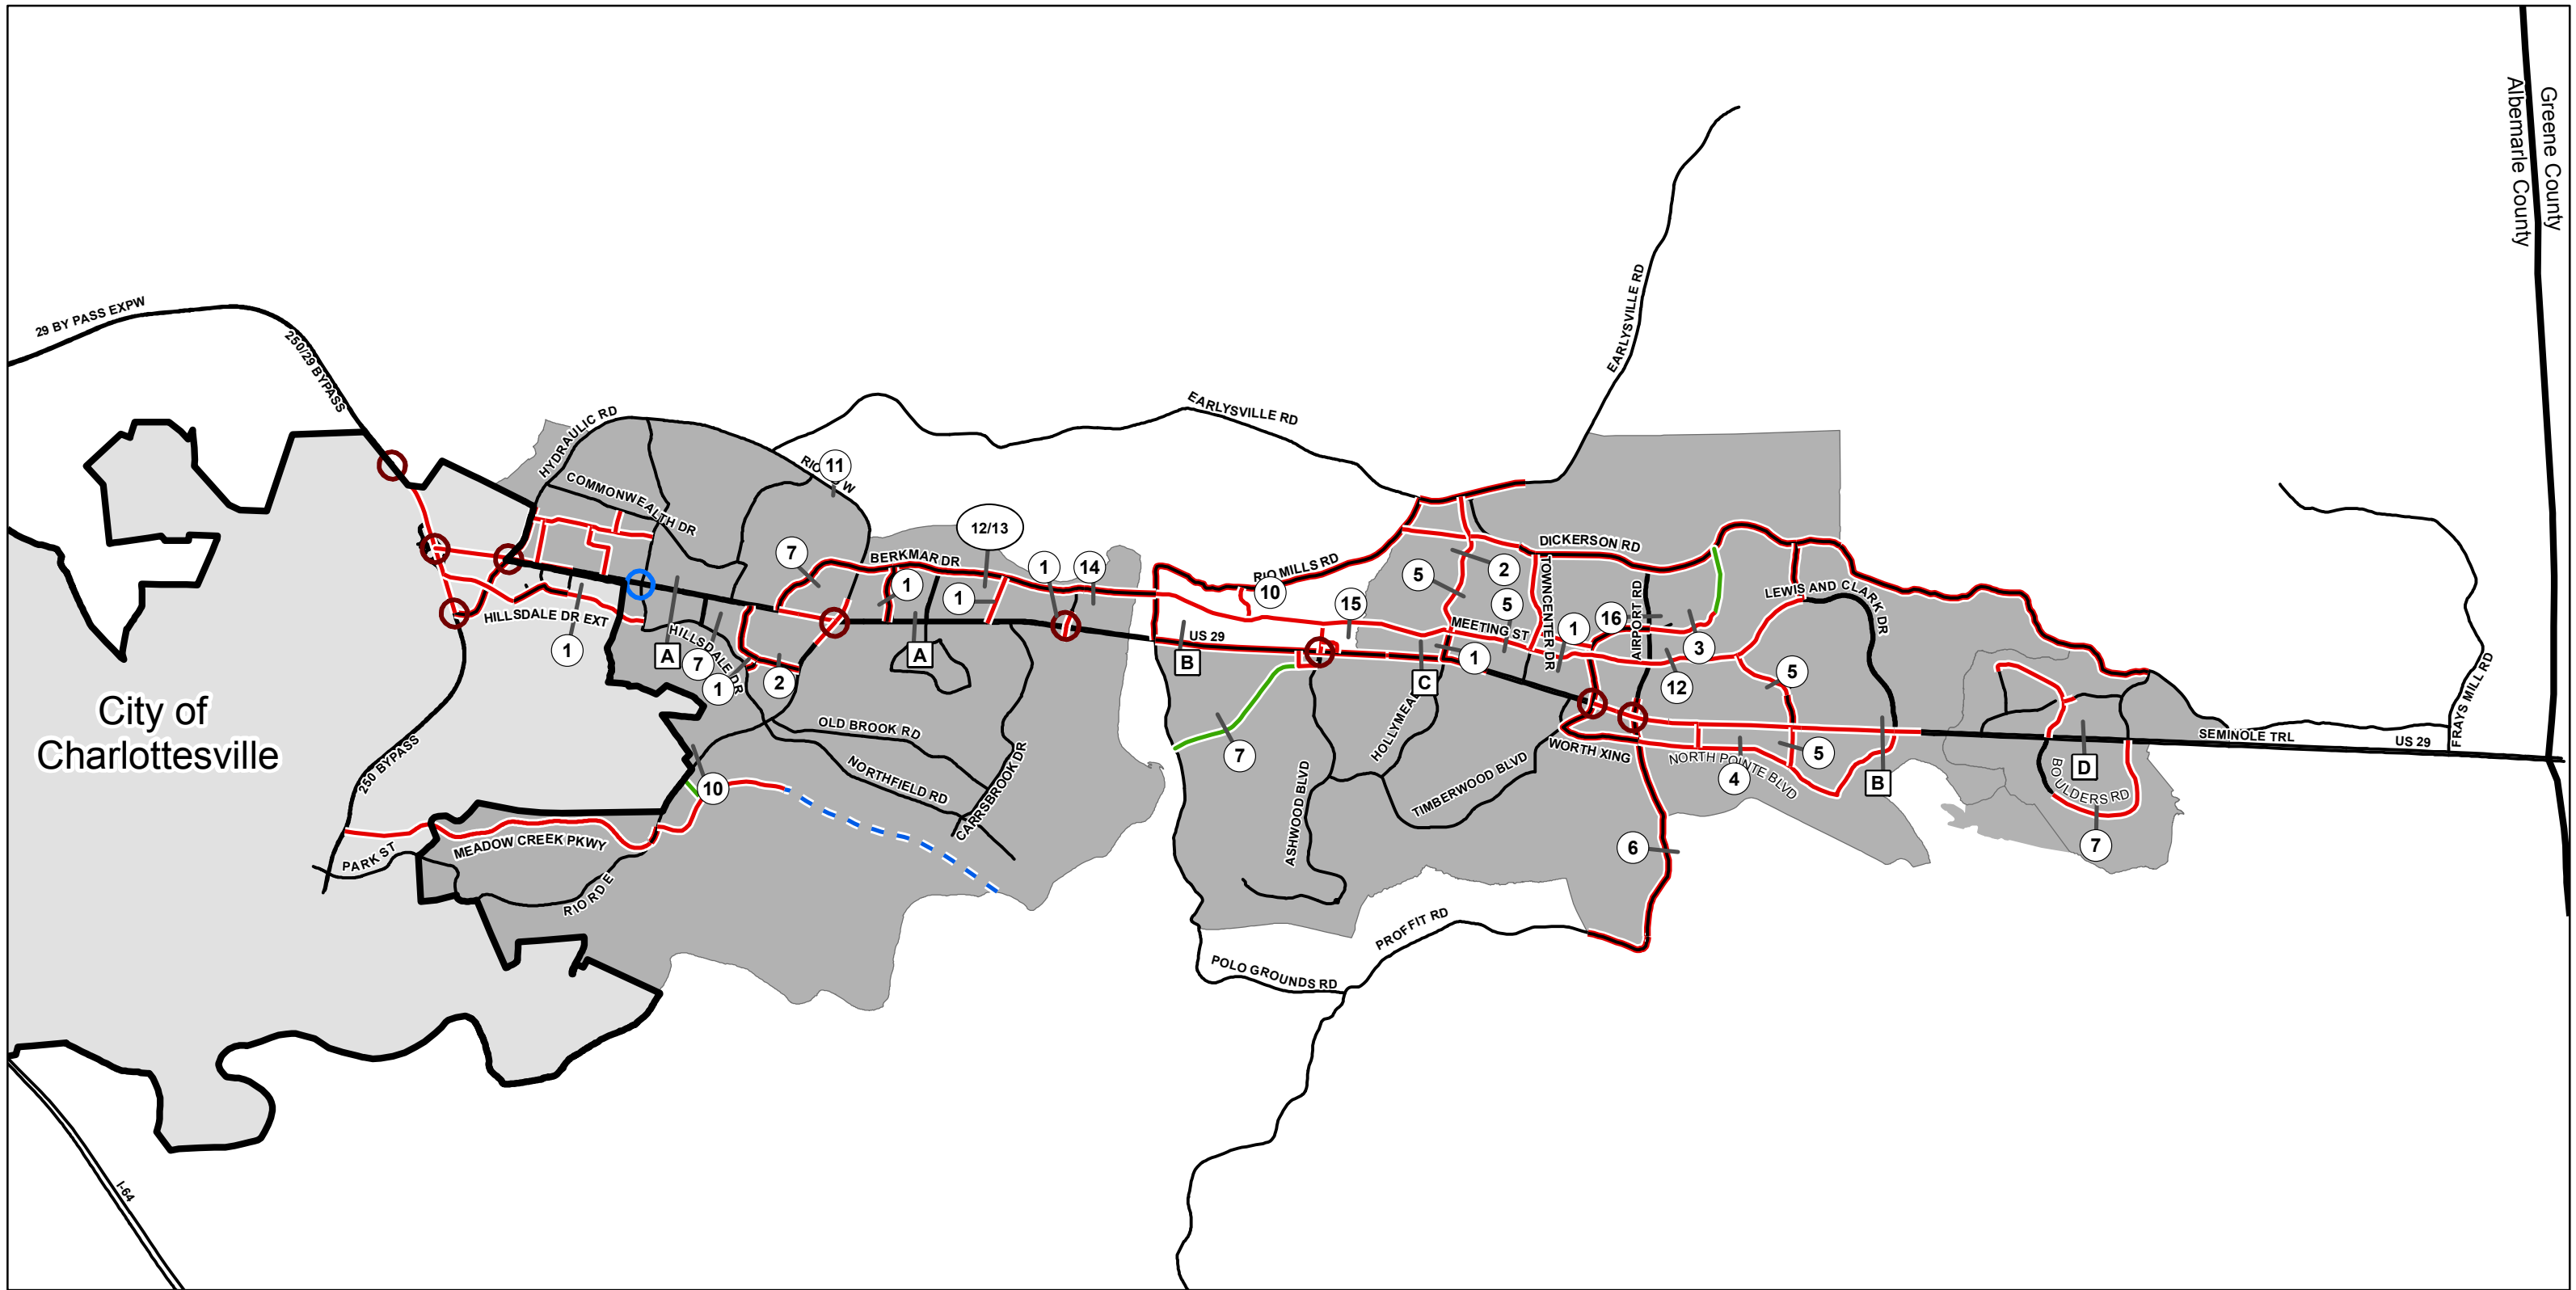 Greene County
Albemarle County
29 BY PASS EXPW
250/29 BYPASS
EARLYSVILLE RD
EARLYSVILLE RD
HYDRAULIC RD
COMMONWEALTH DR
11
12/13
7
BERKMAR DR
1
14
1
1
RIO MILLS RD
10
DICKERSON RD
5
2
5
15
TOWNCENTER DR
1
16
AIRPORT RD
LEWIS AND CLARK DR
3
12
5
HILLSDALE DR EXT
1
A
HILLSDALE DR
7
1
2
A
US 29
B
MEETING ST
1
C
HOLLYMEA
City of
Charlottesville
250 BYPASS
OLD BROOK RD
NORTHFIELD RD
CARRSBROOK DR
10
7
ASHWOOD BLVD
TIMBERWOOD BLVD
WORTH XING
NORTH POINTE BLVD
4
5
B
D
BOULDERS RD
7
SEMINOLE TRL
US 29
FRAYS MILL RD
PARK ST
MEADOW CREEK PKWY
RIO RD E
6
PROFFIT RD
POLO GROUNDS RD
I-64